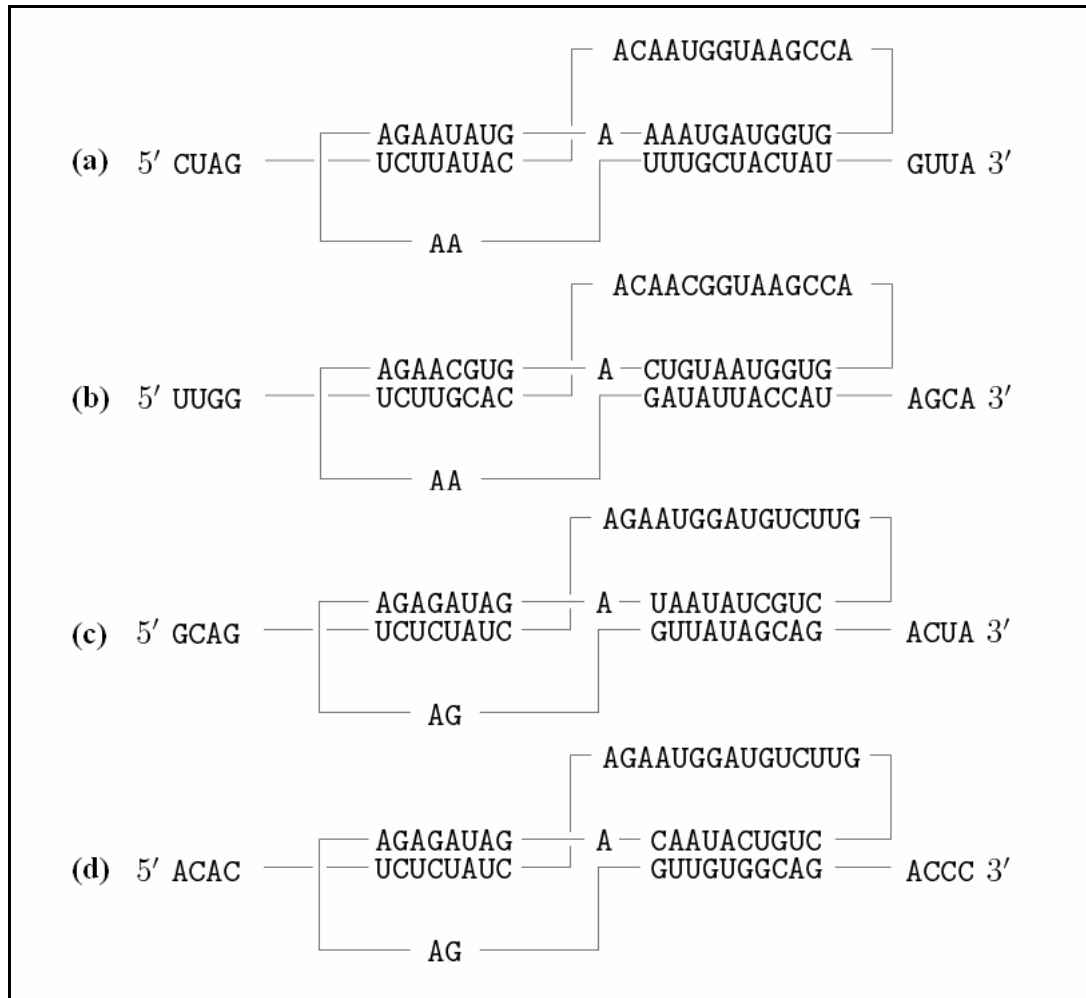 ACAAUGGUAAGCCA
AGAAUAUG A AAAUGAUGGUG
(a) 5′ CUAG UCUUAUAC UUUGCUACUAU GUUA 3′
AA
ACAACGGUAAGCCA
AGAACGUG A CUGUAAUGGUG
(b) 5′ UUGG UCUUGCAC GAUAUUACCAU AGCA 3′
AA
AGAAUGGAUGUCUUG
AGAGAUAG A UAAUAUCGUC
(c) 5′ GCAG UCUCUAUC GUUAUAGCAG ACUA 3′
AG
AGAAUGGAUGUCUUG
AGAGAUAG A CAAUACUGUC
(d) 5′ ACAC UCUCUAUC GUUGUGGCAG ACCC 3′
AG